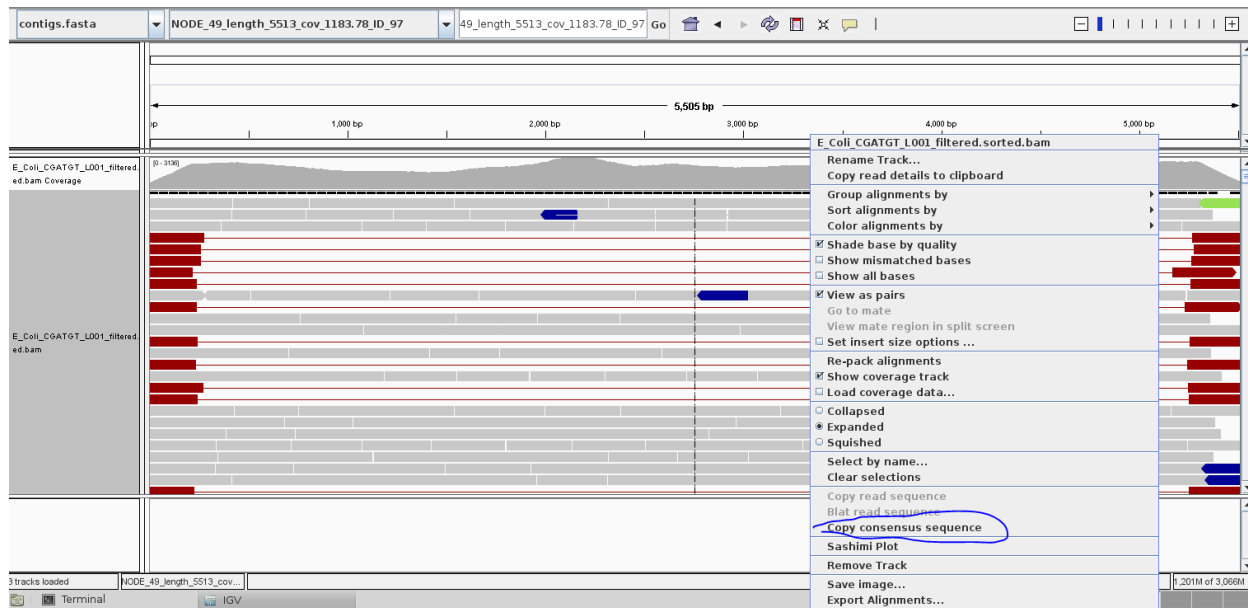 contigs.fasta
NODE_49_length_5513_cov_1183.78_ID_97
49_length_5513_cov_1183.78_ID_97
Go
5,505 bp
bp
1,000 bp
2,000 bp
3,000 bp
4,000 bp
5,000 bp
E_Coli_CGATGT_L001_filtered.
ed.bam Coverage
[0 - 3136]
E_Coli_CGATGT_L001_filtered.
ed.bam
E_Coli_CGATGT_L001_filtered.sorted.bam
Rename Track...
Copy read details to clipboard
Group alignments by
Sort alignments by
Color alignments by
Shade base by quality
Show mismatched bases
Show all bases
View as pairs
Go to mate
View mate region in split screen
Set insert size options ...
Re-pack alignments
Show coverage track
Load coverage data...
Collapsed
Expanded
Squished
Select by name...
Clear selections
Copy read sequence
Blat read sequence
Copy consensus sequence
Sashimi Plot
Remove Track
Save image...
Export Alignments...
3 tracks loaded
NODE_49_length_5513_cov...
1,201M of 3,066M
Terminal
IGV